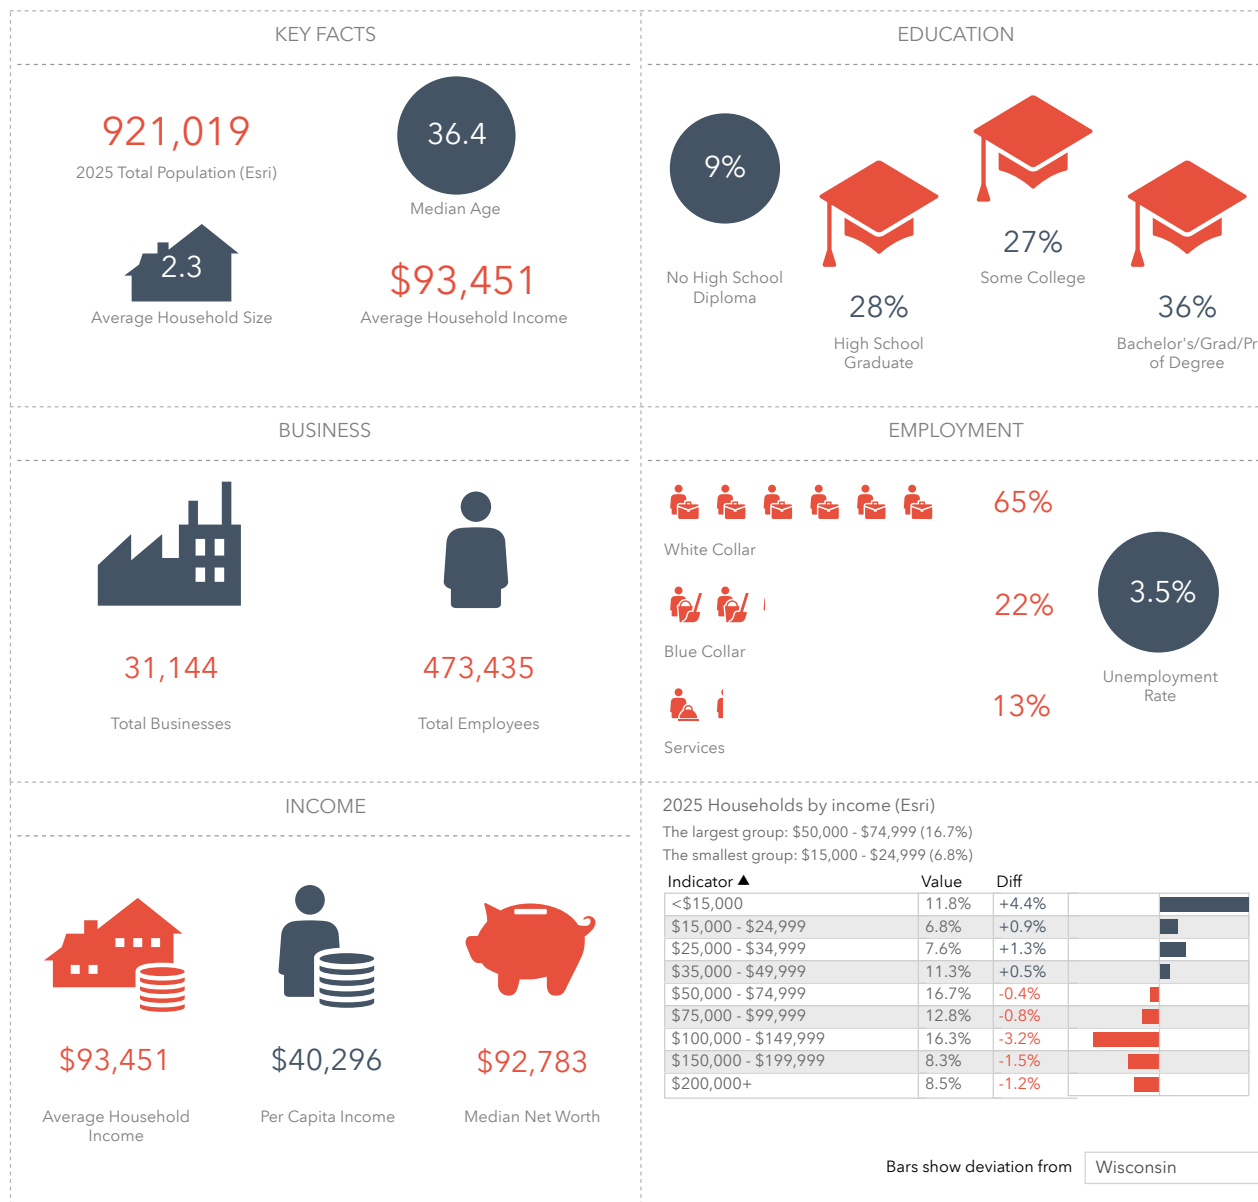 KEY FACTS
921,019
2025 Total Population (Esri)
36.4
Median Age
2.3
Average Household Size
$93,451
Average Household Income
EDUCATION
9%
No High School
Diploma
28%
High School
Graduate
27%
Some College
36%
Bachelor's/Grad/Pr
of Degree
BUSINESS
31,144
Total Businesses
473,435
Total Employees
EMPLOYMENT
65%
White Collar
22%
Blue Collar
13%
Services
3.5%
Unemployment
Rate
INCOME
$93,451
Average Household
Income
$40,296
Per Capita Income
$92,783
Median Net Worth
2025 Households by income (Esri)
The largest group: $50,000 - $74,999 (16.7%)
The smallest group: $15,000 - $24,999 (6.8%)
Indicator ▲ Value Diff
<$15,000 11.8% +4.4%
$15,000 - $24,999 6.8% +0.9%
$25,000 - $34,999 7.6% +1.3%
$35,000 - $49,999 11.3% +0.5%
$50,000 - $74,999 16.7% -0.4%
$75,000 - $99,999 12.8% -0.8%
$100,000 - $149,999 16.3% -3.2%
$150,000 - $199,999 8.3% -1.5%
$200,000+ 8.5% -1.2%
Bars show deviation from Wisconsin